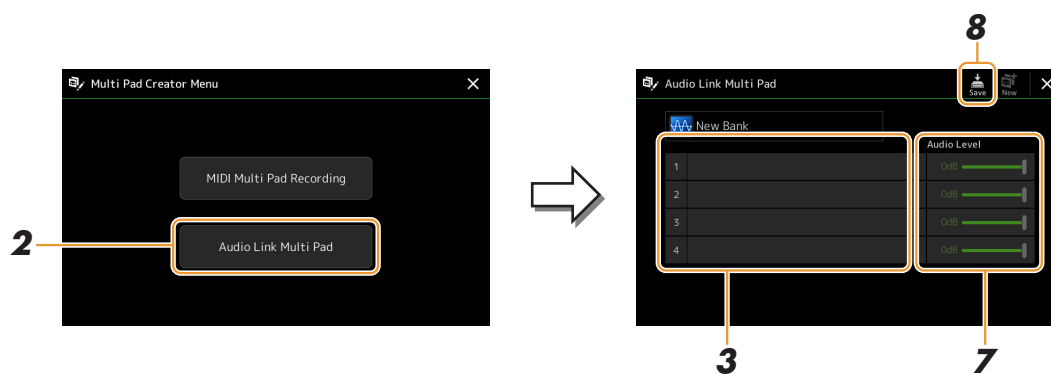 8
Multi Pad Creator Menu
MIDI Multi Pad Recording
Audio Link Multi Pad
2
Audio Link Multi Pad
Save
New
New Bank
Audio Level
1
0dB
2
0dB
3
0dB
4
0dB
3
7